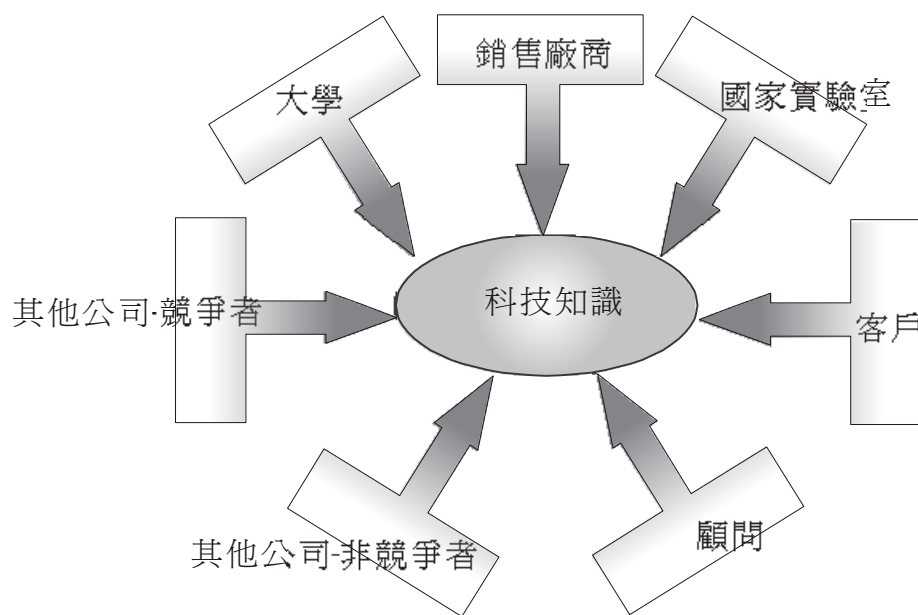 銷售廠商
大學
國家實驗室
科技知識
其他公司-競爭者
客戶
顧問
其他公司-非競爭者